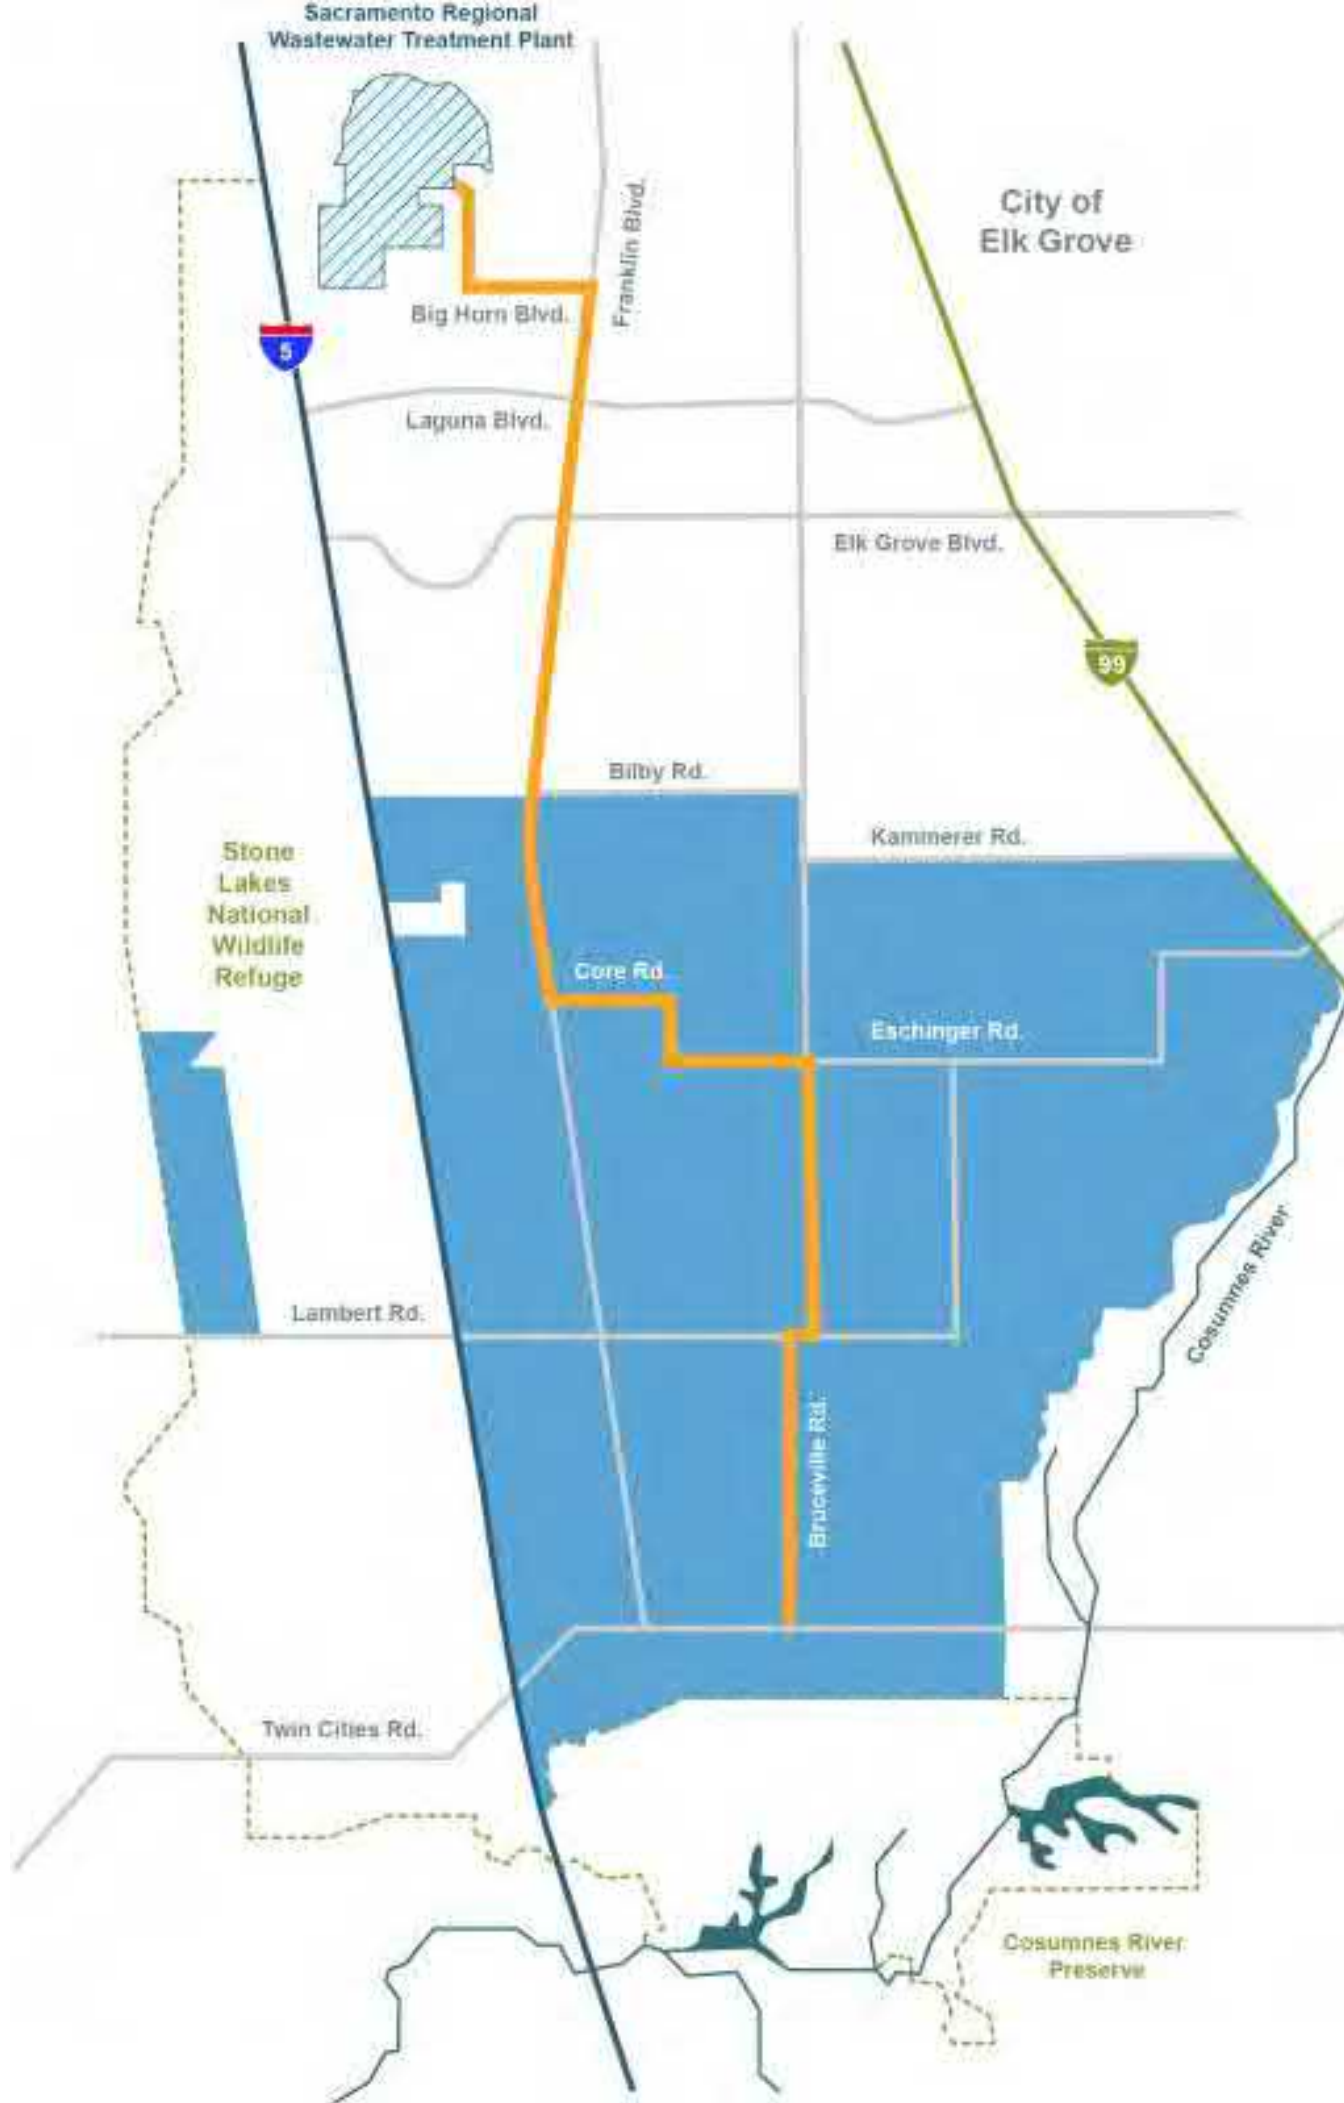 Sacramento Regional
Wastewater Treatment Plant
City of
Elk Grove
Franklin Blvd.
Big Horn Blvd.
5
Laguna Blvd.
Elk Grove Blvd.
99
Bilby Rd.
Kammerer Rd.
Stone
Lakes
National
Wildlife
Refuge
Core Rd
Eschinger Rd.
Lambert Rd.
Cosumnes River
Bruceville Rd.
Twin Cities Rd.
Cosumnes River
Preserve